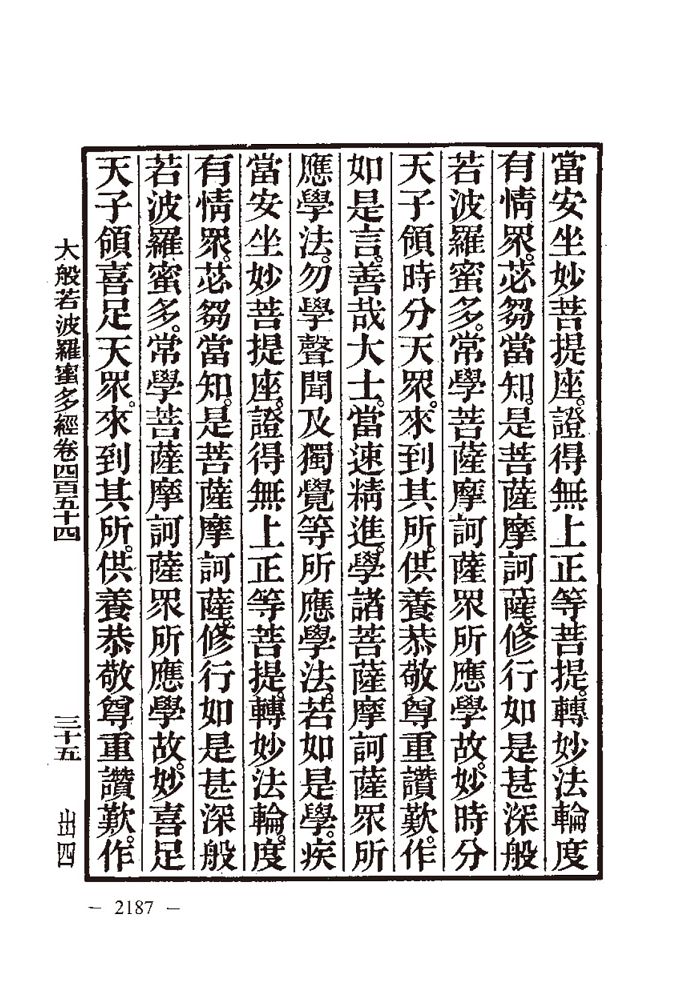 當安坐妙菩提座。證得無上正等菩提。轉妙法輪度
有情眾。苾芻當知。是菩薩摩訶薩。修行如是甚深般
若波羅蜜多。常學菩薩摩訶薩眾所應學故。妙時分
天子領時分天眾。來到其所。供養恭敬尊重讚歎。作
如是言。善哉大士。當速精進。學諸菩薩摩訶薩眾所
應學法。勿學聲聞及獨覺等所應學法。若如是學。疾
當安坐妙菩提座。證得無上正等菩提。轉妙法輪。度
有情眾。苾芻當知。是菩薩摩訶薩。修行如是甚深般
若波羅蜜多。常學菩薩摩訶薩眾所應學故。妙喜足
天子領喜足天眾。來到其所。供養恭敬尊重讚歎。作
大般若波羅蜜多經卷四百五十四 三十五 出四
— 2187 —